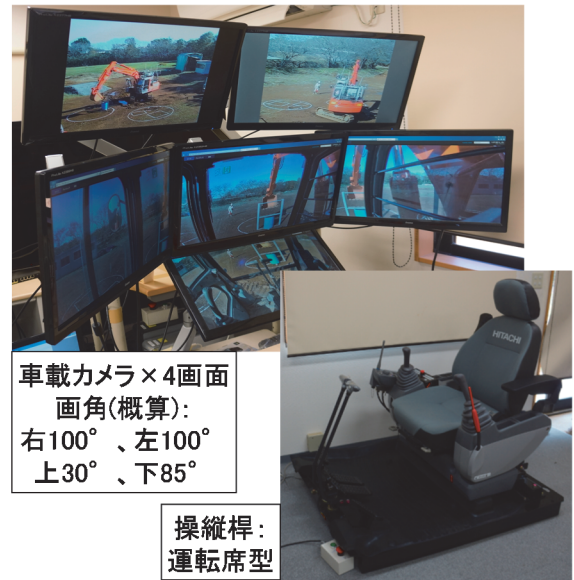 車載カメラ×4画面
画角(概算):
右100°、左100°
上30°、下85°
HITACHI
操縦桿:
運転席型